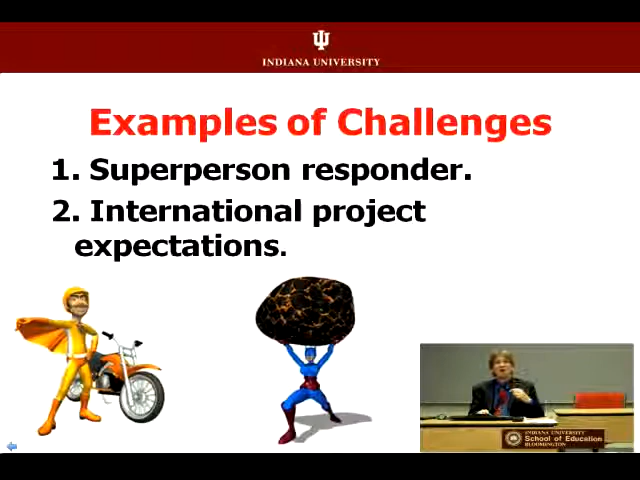 INDIANA UNIVERSITY
Examples of Challenges
1. Superperson responder.
2. International project
expectations.
INDIANA UNIVERSITY
School of Education
BLOOMINGTON